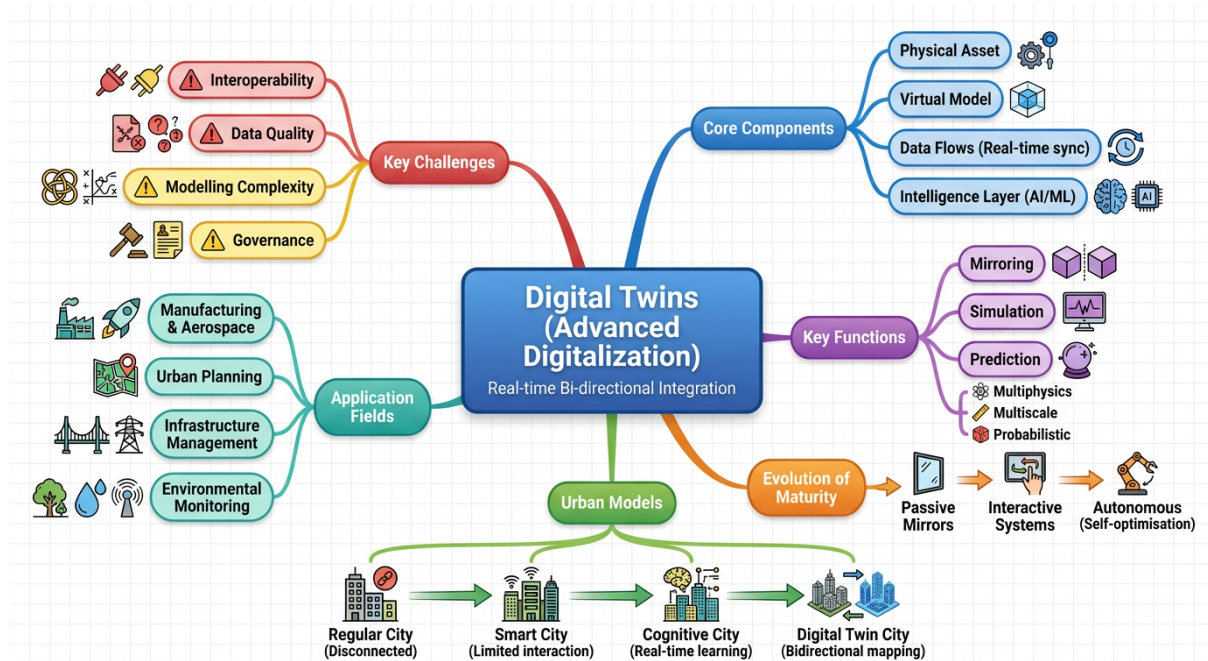 Digital Twins
(Advanced
Digitalization)
Real-time Bi-directional Integration
Key Challenges
Interoperability
Data Quality
Modelling Complexity
Governance
Core Components
Physical Asset
Virtual Model
Data Flows (Real-time sync)
Intelligence Layer (AI/ML)
AI
Key Functions
Mirroring
Simulation
Prediction
Multiphysics
Multiscale
Probabilistic
Application
Fields
Manufacturing
& Aerospace
Urban Planning
Infrastructure
Management
Environmental
Monitoring
Evolution of
Maturity
Passive
Mirrors
Interactive
Systems
Autonomous
(Self-optimisation)
Urban Models
Regular City
(Disconnected)
Smart City
(Limited interaction)
Cognitive City
(Real-time learning)
Digital Twin City
(Bidirectional mapping)